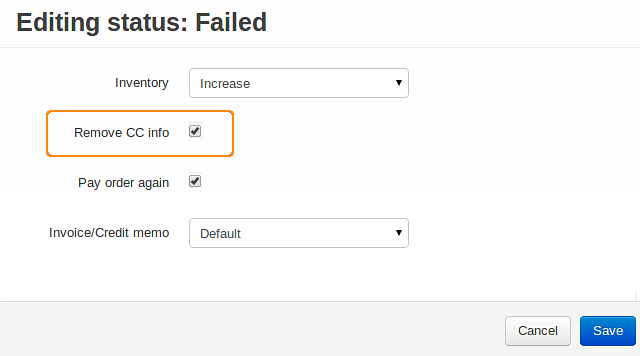 Editing status: Failed
Inventory Increase
Remove CC info
Pay order again
Invoice/Credit memo Default
Cancel Save